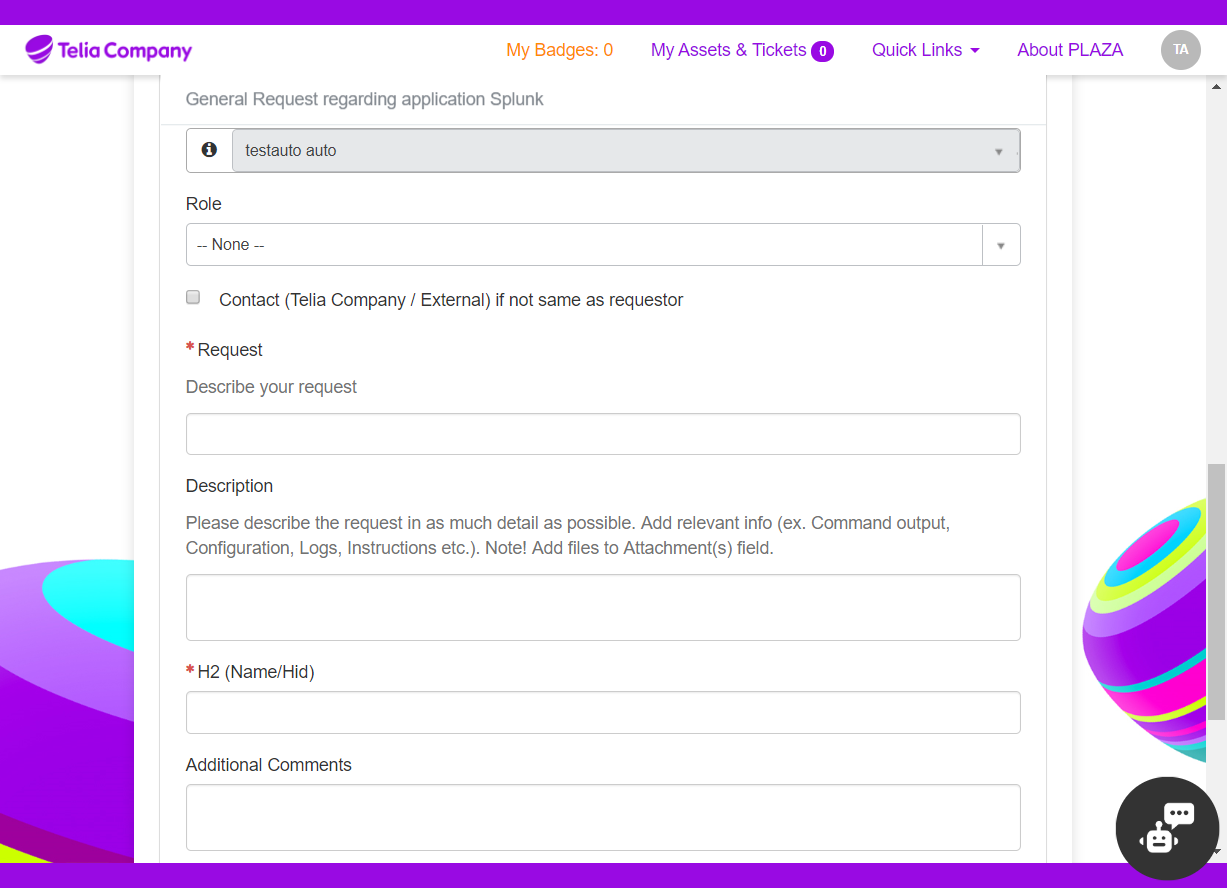 Telia Company
My Badges: 0
My Assets & Tickets 0
Quick Links
About PLAZA
TA
General Request regarding application Splunk
testauto auto
Role
-- None --
Contact (Telia Company / External) if not same as requestor
* Request
Describe your request
Description
Please describe the request in as much detail as possible. Add relevant info (ex. Command output,
Configuration, Logs, Instructions etc.). Note! Add files to Attachment(s) field.
* H2 (Name/Hid)
Additional Comments